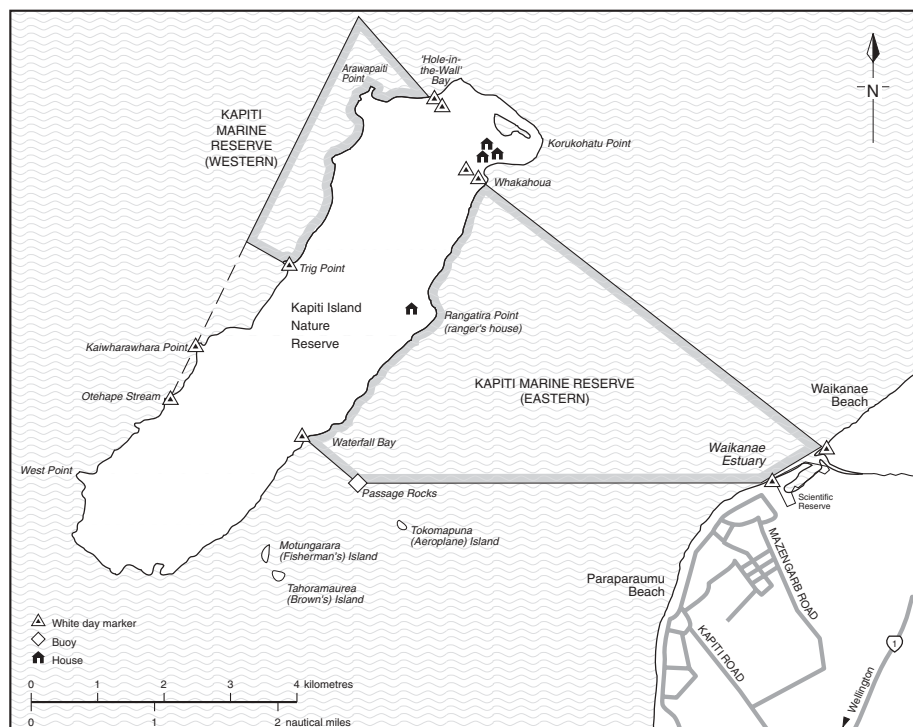 'Hole-in-
the-Wall'
Bay
Arawapaiti
Point
N
KAPITI
MARINE
RESERVE
(WESTERN)
Korukohatu Point
Whakahoua
Trig Point
Kapiti Island
Nature
Reserve
Rangatira Point
(ranger's house)
Kaiwharawhara Point
Otehape Stream
KAPITI MARINE RESERVE
(EASTERN)
Waikanae
Beach
Waterfall Bay
Waikanae
Estuary
West Point
Passage Rocks
Scientific
Reserve
Tokomapuna
(Aeroplane) Island
Motungarara
(Fisherman's) Island
Tahoramaurea
(Brown's) Island
Paraparaumu
Beach
MAZENGARB ROAD
KAPITI ROAD
1
Wellington
White day marker
Buoy
House
0 1 2 3 4 kilometres
0 1 2 nautical miles